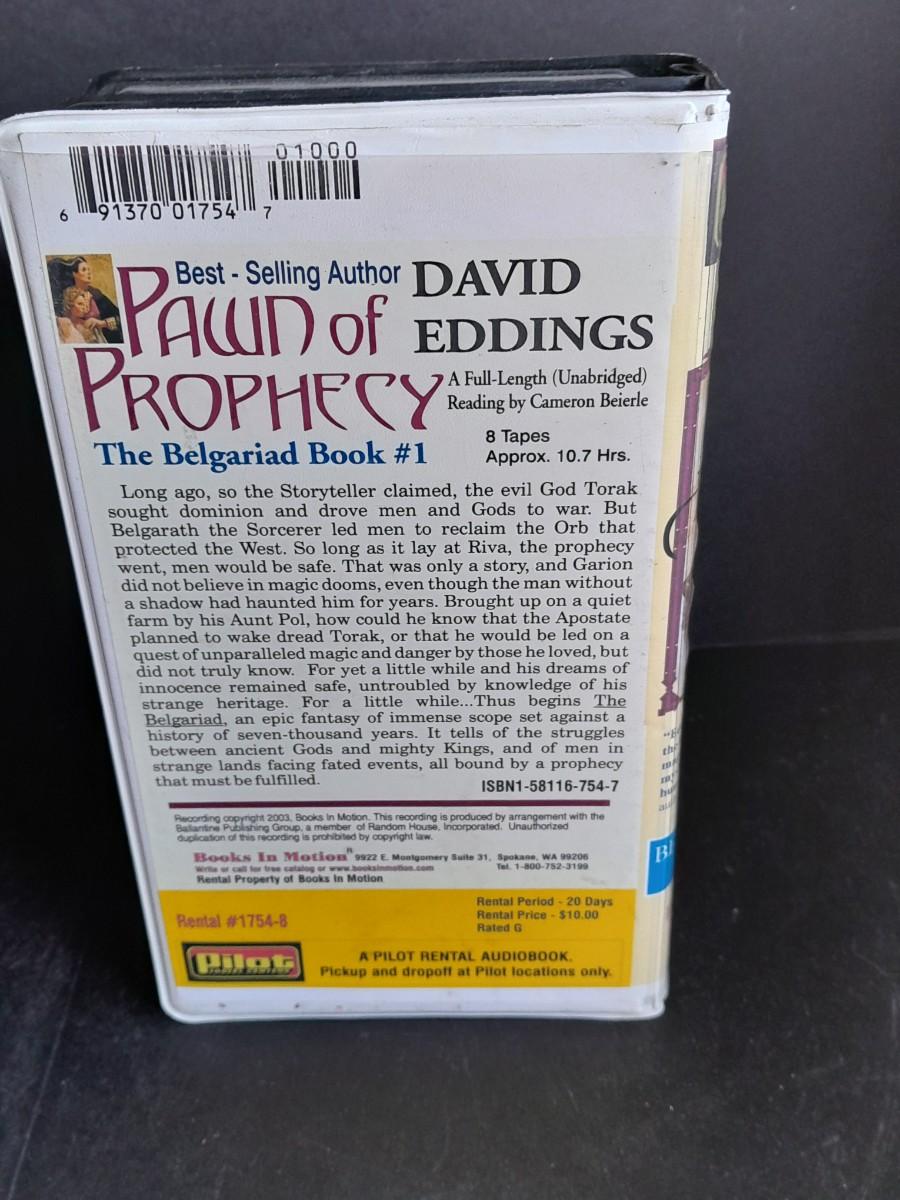 01000
6 91370 01754 7
Best - Selling Author DAVID
PAWN of EDDINGS
PROPHECY A Full-Length (Unabridged)
Reading by Cameron Beierle
The Belgariad Book #1 8 Tapes
Approx. 10.7 Hrs.
Long ago, so the Storyteller claimed, the evil God Torak
sought dominion and drove men and Gods to war. But
Belgarath the Sorcerer led men to reclaim the Orb that
protected the West. So long as it lay at Riva, the prophecy
went, men would be safe. That was only a story, and Garion
did not believe in magic dooms, even though the man without
a shadow had haunted him for years. Brought up on a quiet
farm by his Aunt Pol, how could he know that the Apostate
planned to wake dread Torak, or that he would be led on a
quest of unparalleled magic and danger by those he loved, but
did not truly know. For yet a little while and his dreams of
innocence remained safe, untroubled by knowledge of his
strange heritage. For a little while...Thus begins The
Belgariad, an epic fantasy of immense scope set against a
history of seven-thousand years. It tells of the struggles
between ancient Gods and mighty Kings, and of men in
strange lands facing fated events, all bound by a prophecy
that must be fulfilled.
ISBN1-58116-754-7
Recording copyright 2003, Books In Motion. This recording is produced by arrangement with the
Ballantine Publishing Group, a member of Random House, Incorporated. Unauthorized
duplication of this recording is prohibited by copyright law.
Books In Motion® 9922 E. Montgomery Suite 31, Spokane, WA 99206
Write or call for free catalog or www.booksinmotion.com Tel. 1-800-752-3199
Rental Property of Books In Motion
Rental Period - 20 Days
Rental #1754-8 Rental Price - $10.00
Rated G
Pilot
A PILOT RENTAL AUDIOBOOK.
Pickup and dropoff at Pilot locations only.